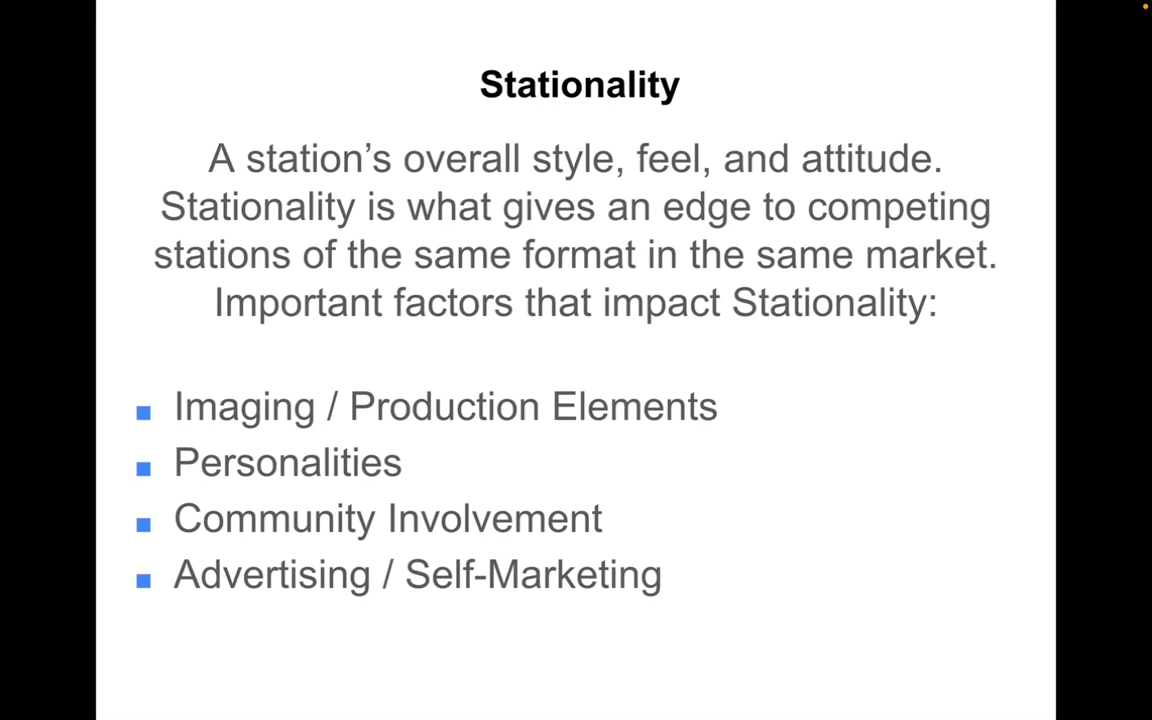 Stationality
A station’s overall style, feel, and attitude.
Stationality is what gives an edge to competing
stations of the same format in the same market.
Important factors that impact Stationality:
■ Imaging / Production Elements
■ Personalities
■ Community Involvement
■ Advertising / Self-Marketing